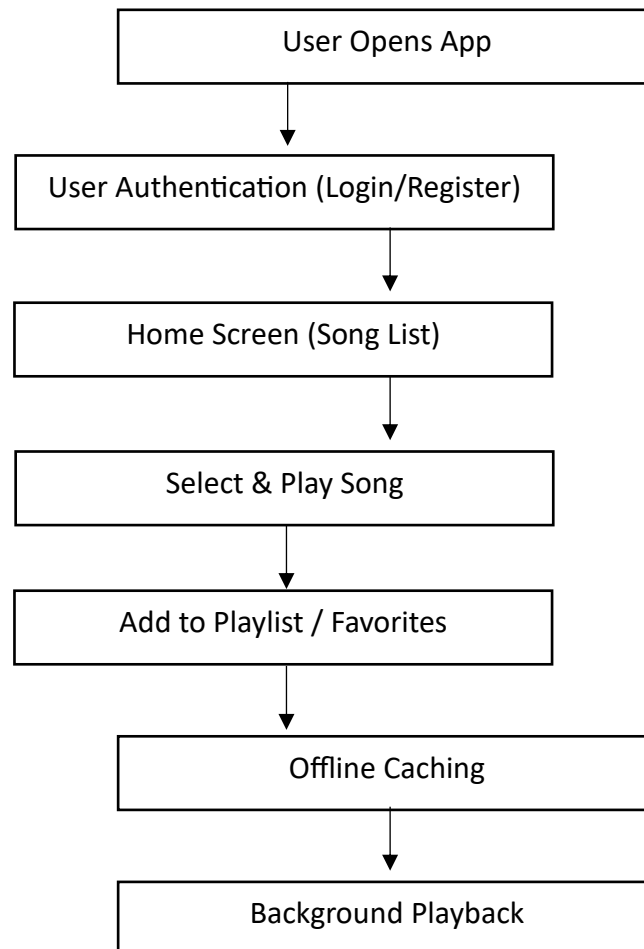 User Opens App
User Authentication (Login/Register)
Home Screen (Song List)
Select & Play Song
Add to Playlist / Favorites
Offline Caching
Background Playback